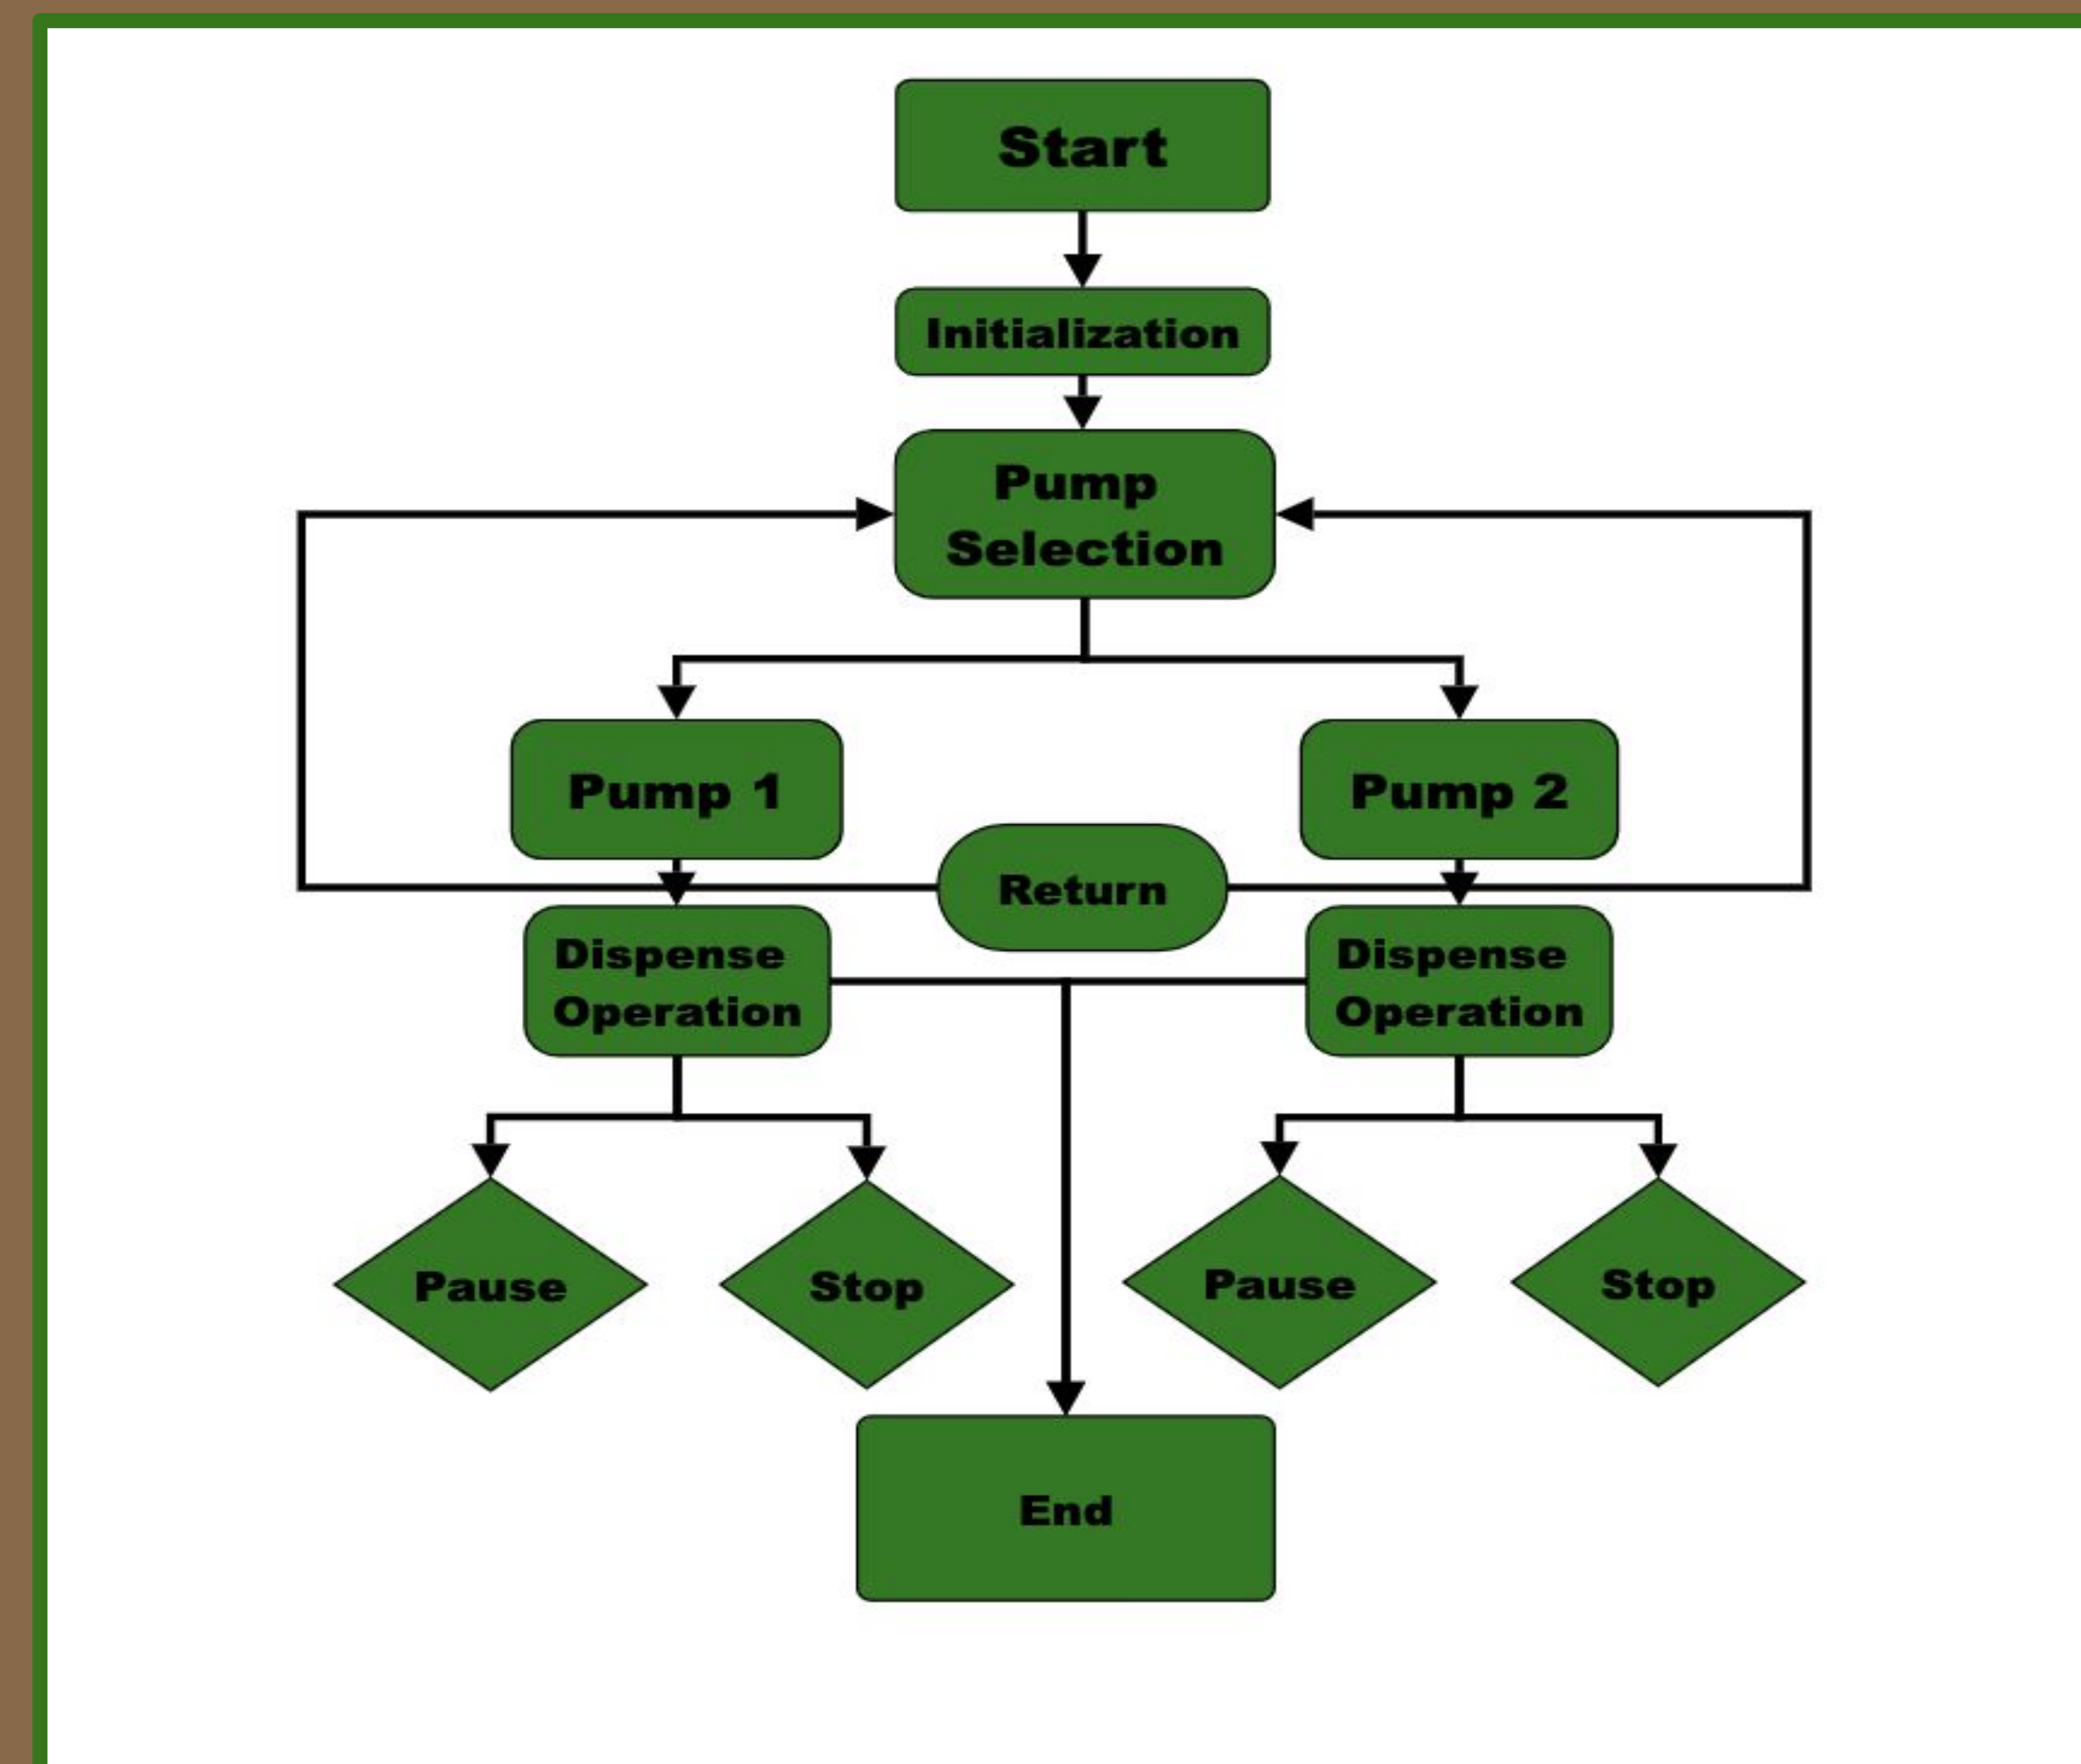 Start
Initialization
Pump
Selection
Pump 1
Pump 2
Return
Dispense
Operation
Dispense
Operation
Pause
Stop
Pause
Stop
End